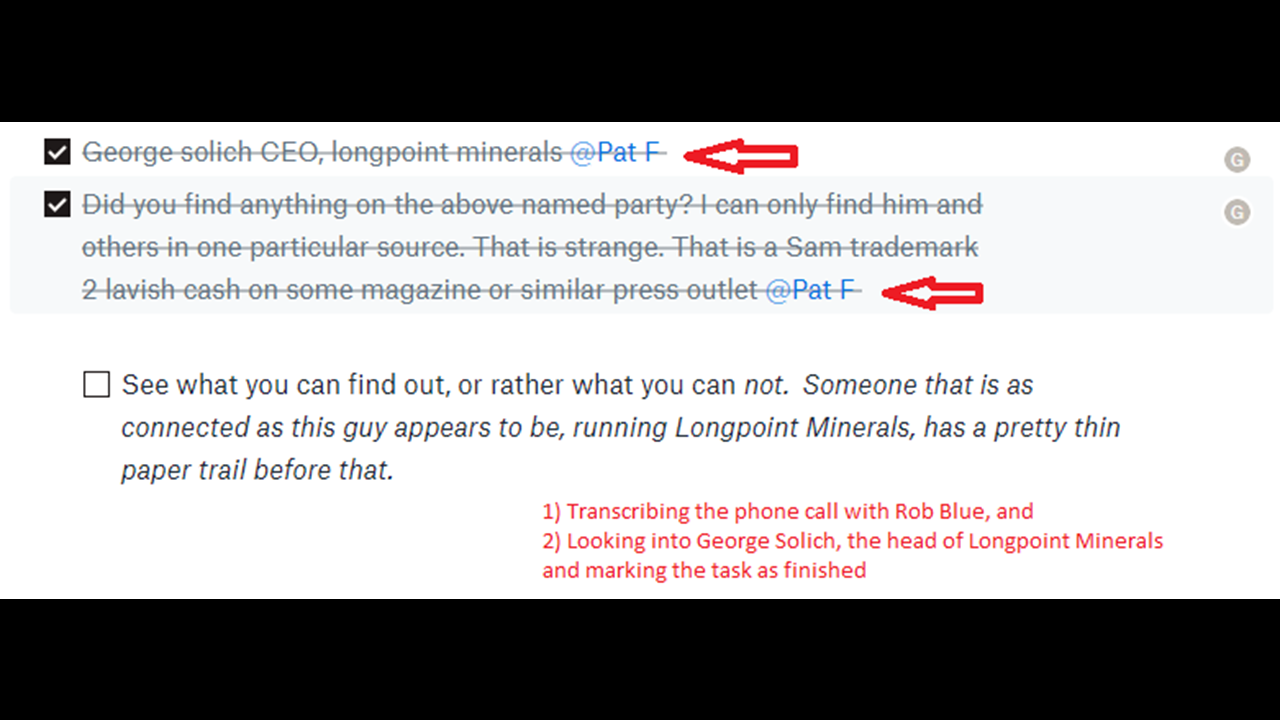 George solich CEO, longpoint minerals @Pat F
G
Did you find anything on the above named party? I can only find him and
G
others in one particular source. That is strange. That is a Sam trademark
2 lavish cash on some magazine or similar press outlet @Pat F
See what you can find out, or rather what you can not. Someone that is as
connected as this guy appears to be, running Longpoint Minerals, has a pretty thin
paper trail before that.
1) Transcribing the phone call with Rob Blue, and
2) Looking into George Solich, the head of Longpoint Minerals
and marking the task as finished